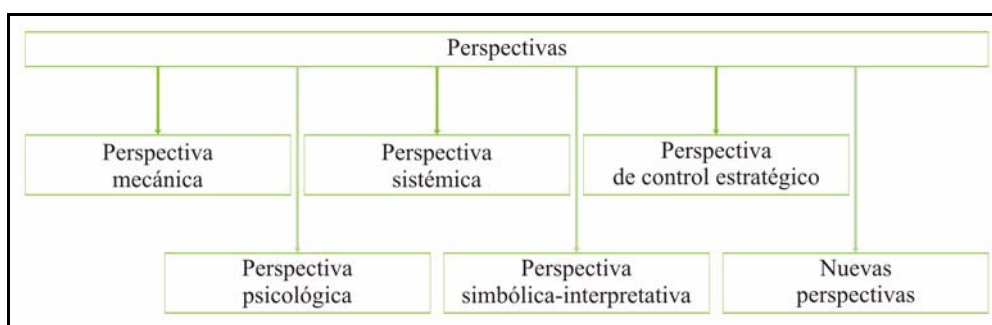 Perspectivas
Perspectiva
mecánica
Perspectiva
sistémica
Perspectiva
de control estratégico
Perspectiva
psicológica
Perspectiva
simbólica-interpretativa
Nuevas
perspectivas